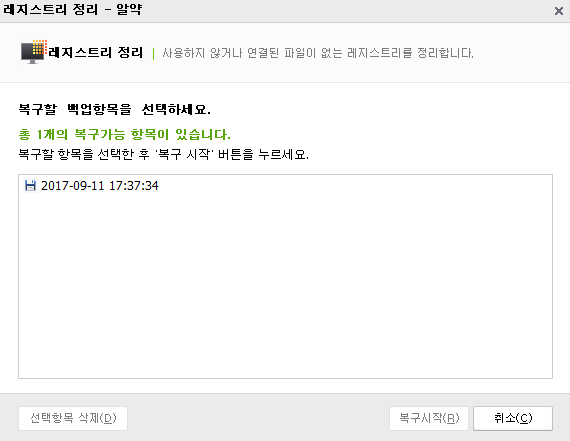 레지스트리 정리 - 알약
레지스트리 정리 | 사용하지 않거나 연결된 파일이 없는 레지스트리를 정리합니다.
복구할 백업항목을 선택하세요.
총 1개의 복구가능 항목이 있습니다.
복구할 항목을 선택한 후 '복구 시작' 버튼을 누르세요.
2017-09-11 17:37:34
선택항목 삭제(D) 복구시작(R) 취소(C)